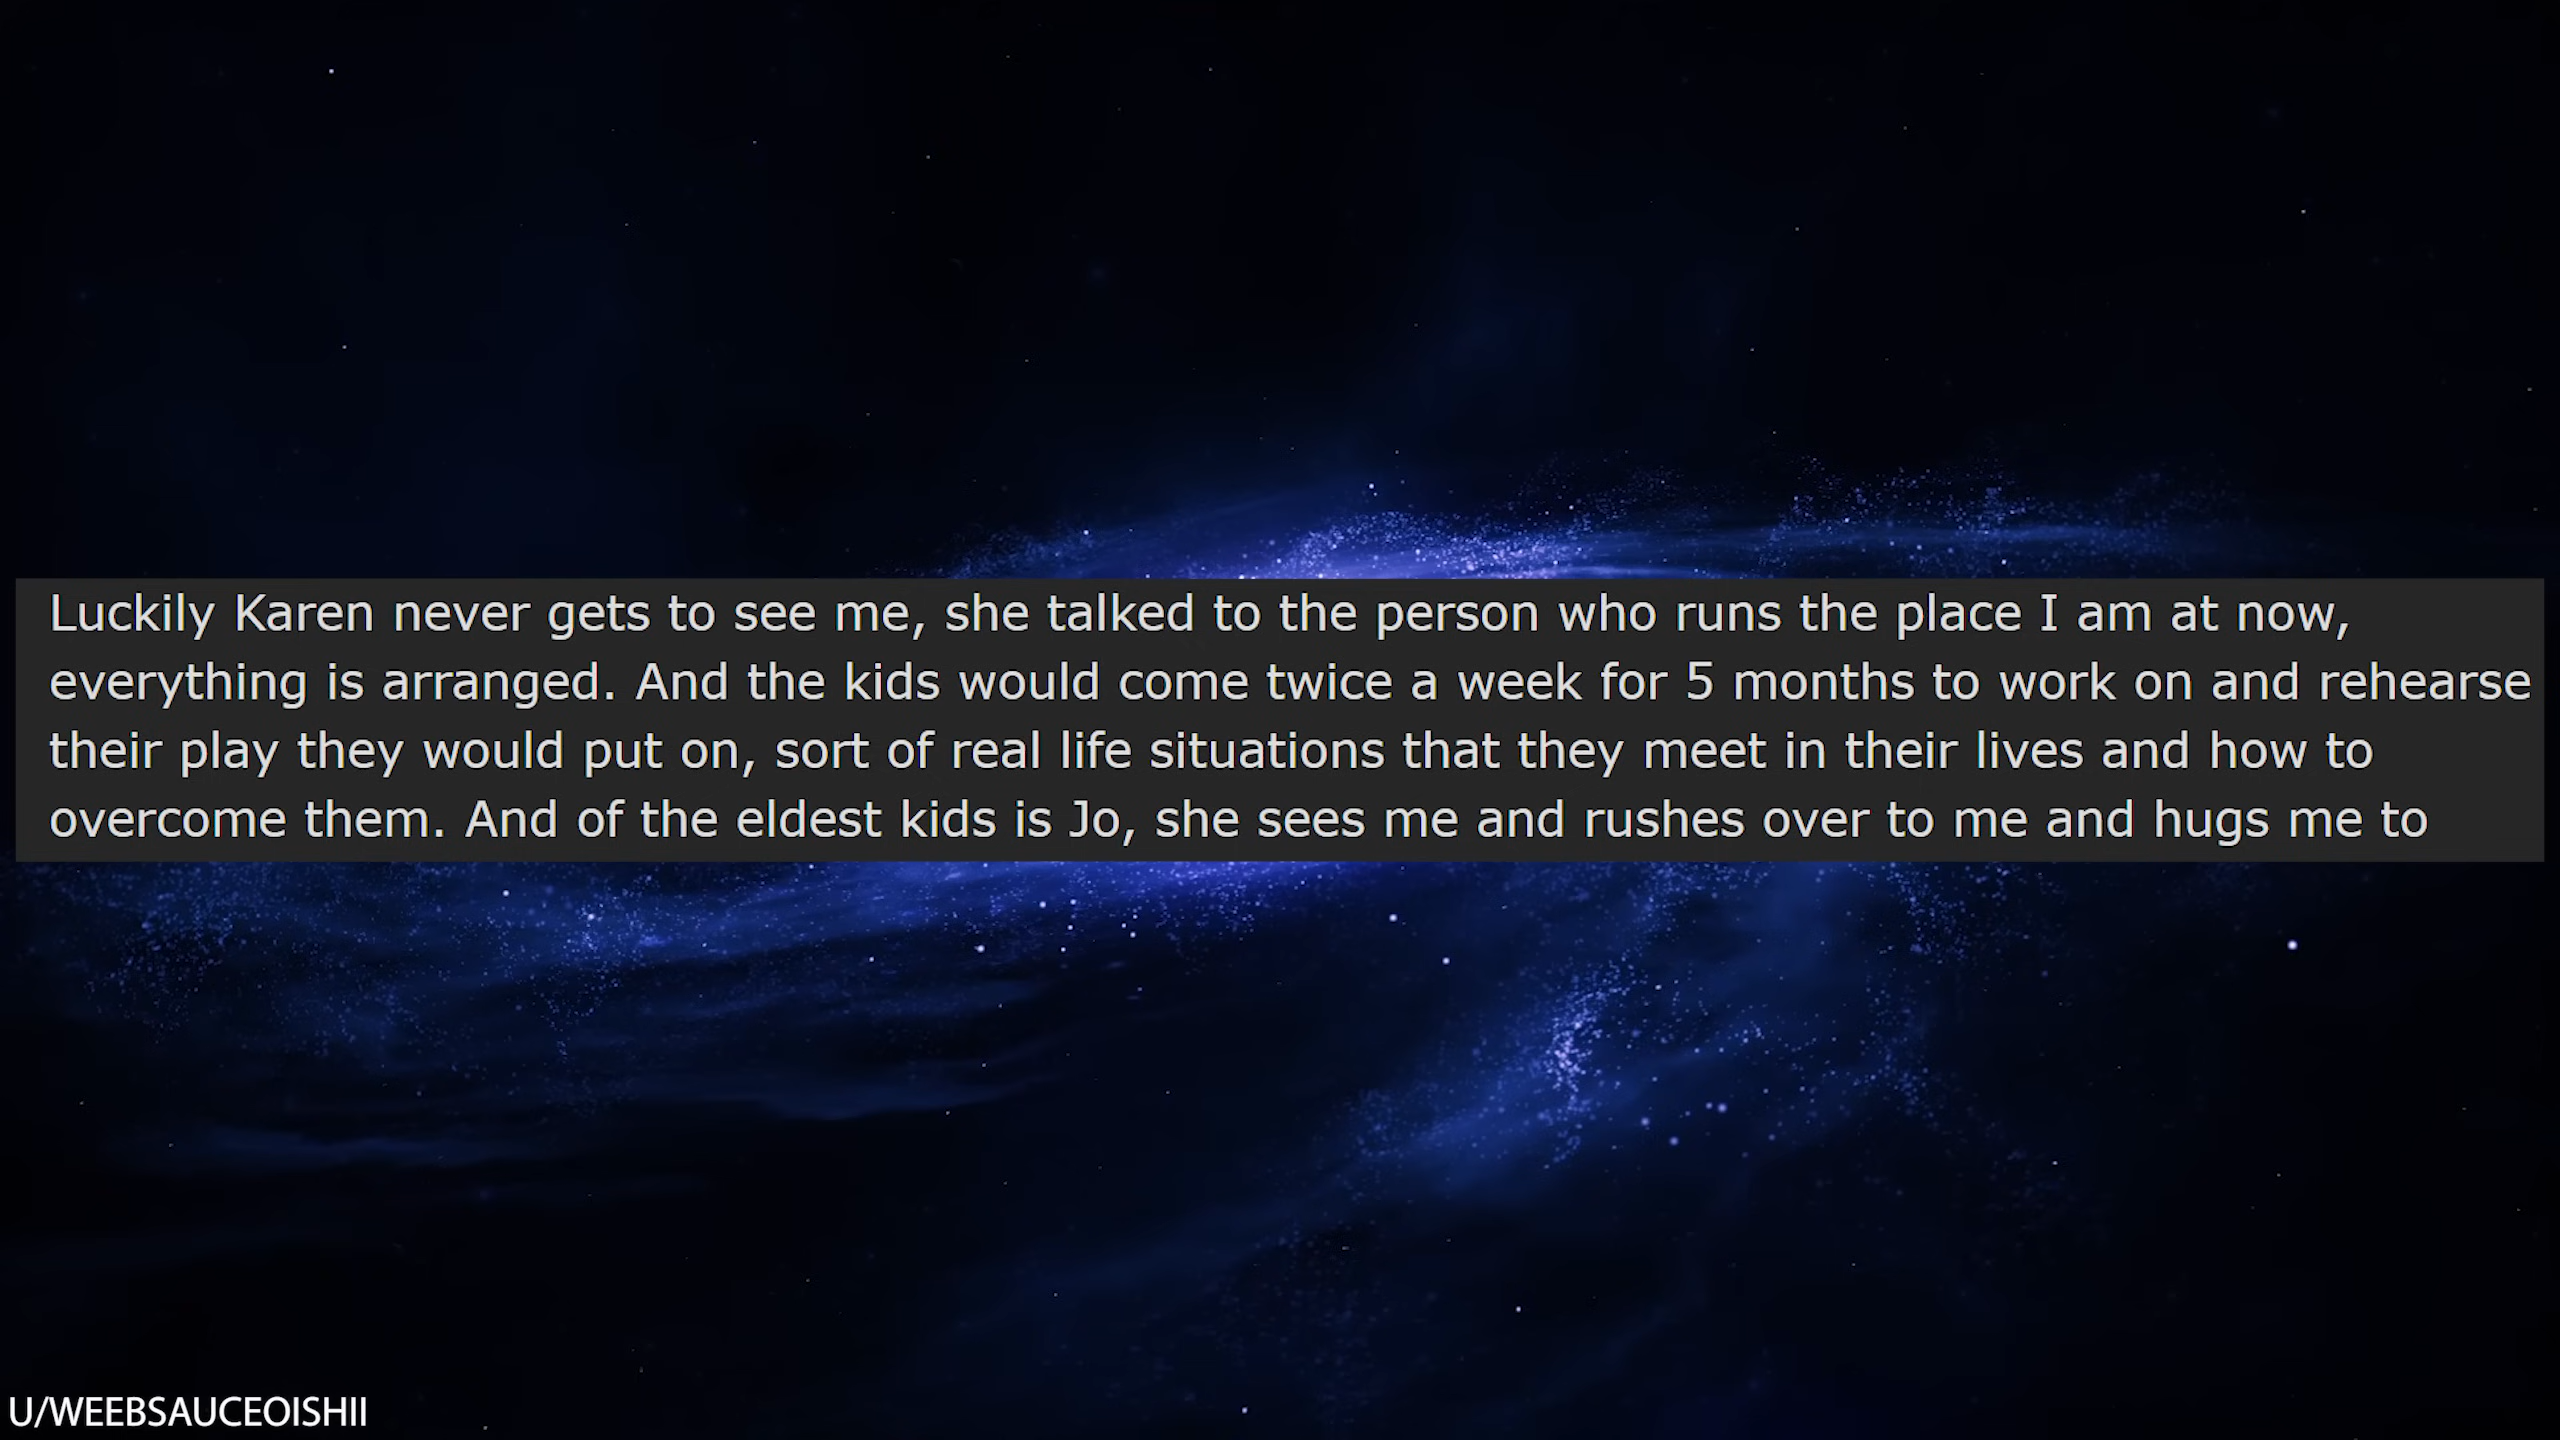 Luckily Karen never gets to see me, she talked to the person who runs the place I am at now,
everything is arranged. And the kids would come twice a week for 5 months to work on and rehearse
their play they would put on, sort of real life situations that they meet in their lives and how to
overcome them. And of the eldest kids is Jo, she sees me and rushes over to me and hugs me to
U/WEEBSAUCEOISHII